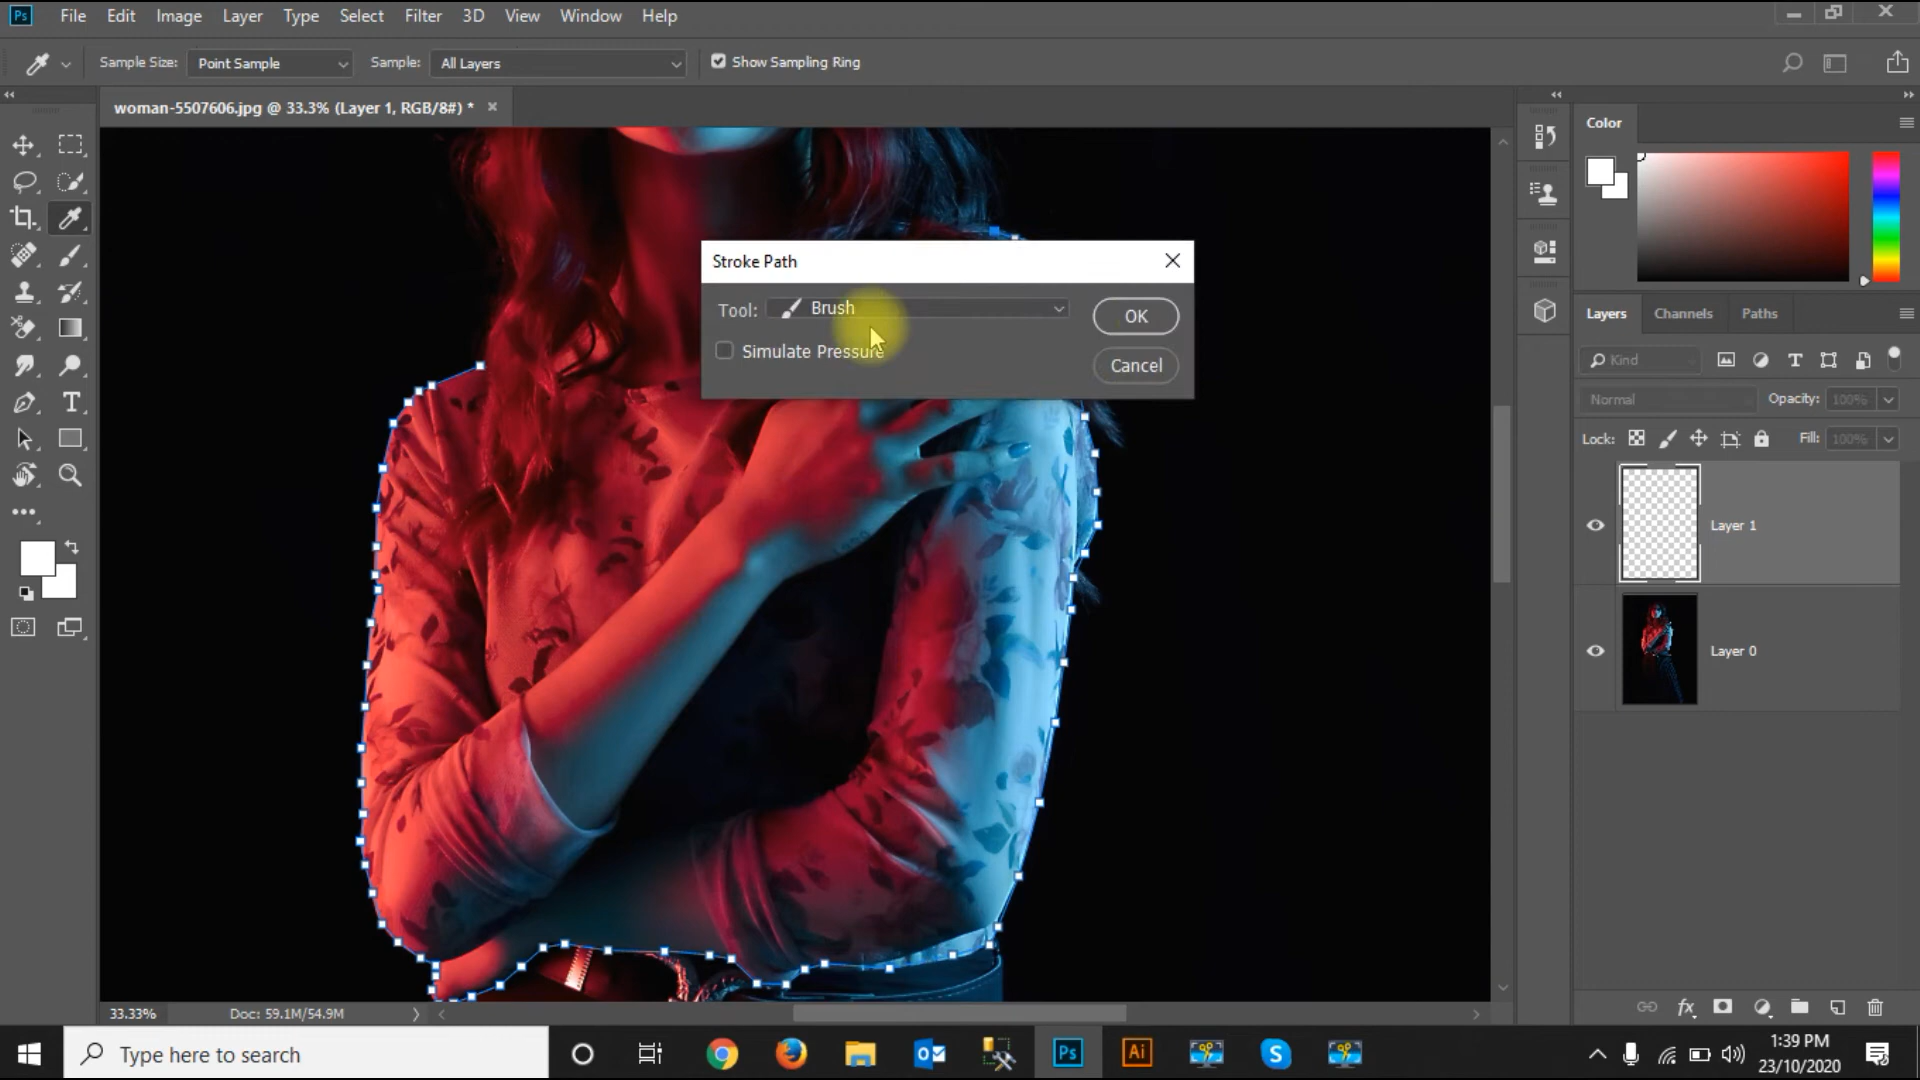 Ps File Edit Image Layer Type Select Filter 3D View Window Help
Sample Size: Point Sample Sample: All Layers Show Sampling Ring
woman-5507606.jpg @ 33.3% (Layer 1, RGB/8#) *
Color
Stroke Path
Tool: Brush
OK
Simulate Pressure
Cancel
Layers Channels Paths
Kind
Normal Opacity: 100%
Lock: Fill: 100%
Layer 1
Layer 0
33.33% Doc: 59.1M/54.9M
Type here to search
Ps
Ai
1:39 PM
23/10/2020